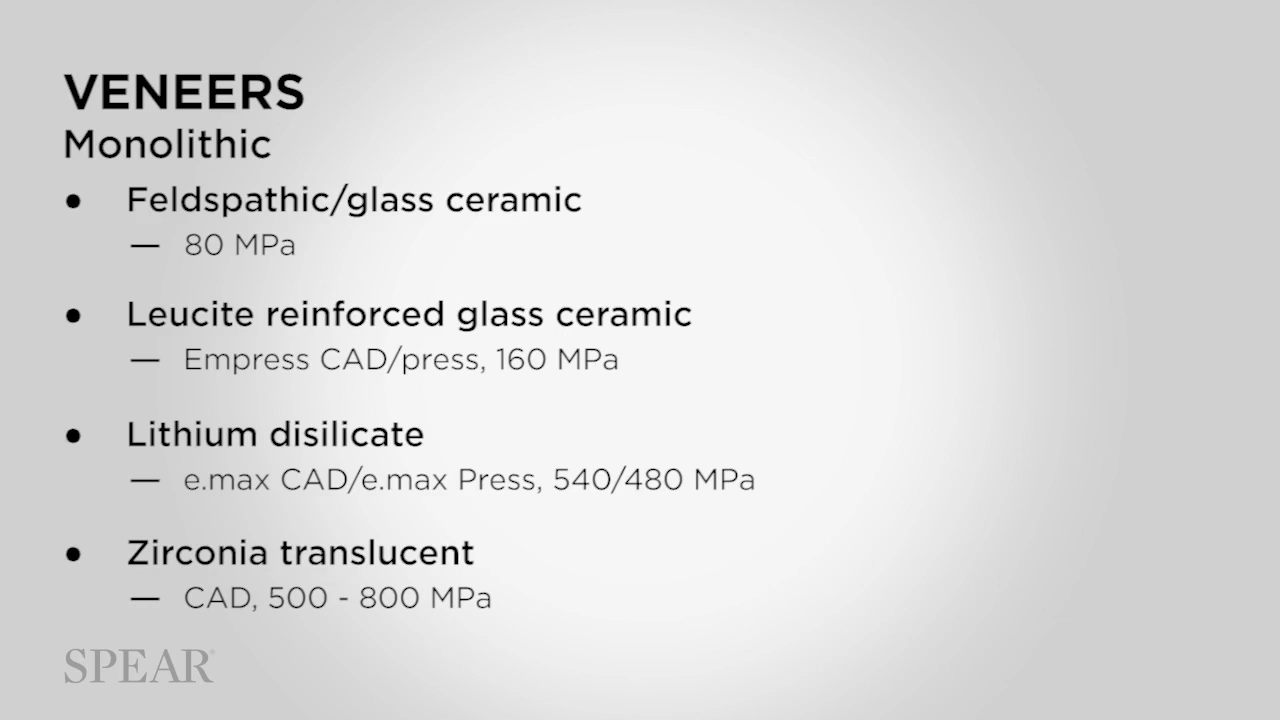 VENEERS
Monolithic
• Feldspathic/glass ceramic
— 80 MPa
• Leucite reinforced glass ceramic
— Empress CAD/press, 160 MPa
• Lithium disilicate
— e.max CAD/e.max Press, 540/480 MPa
• Zirconia translucent
— CAD, 500 - 800 MPa
SPEAR®